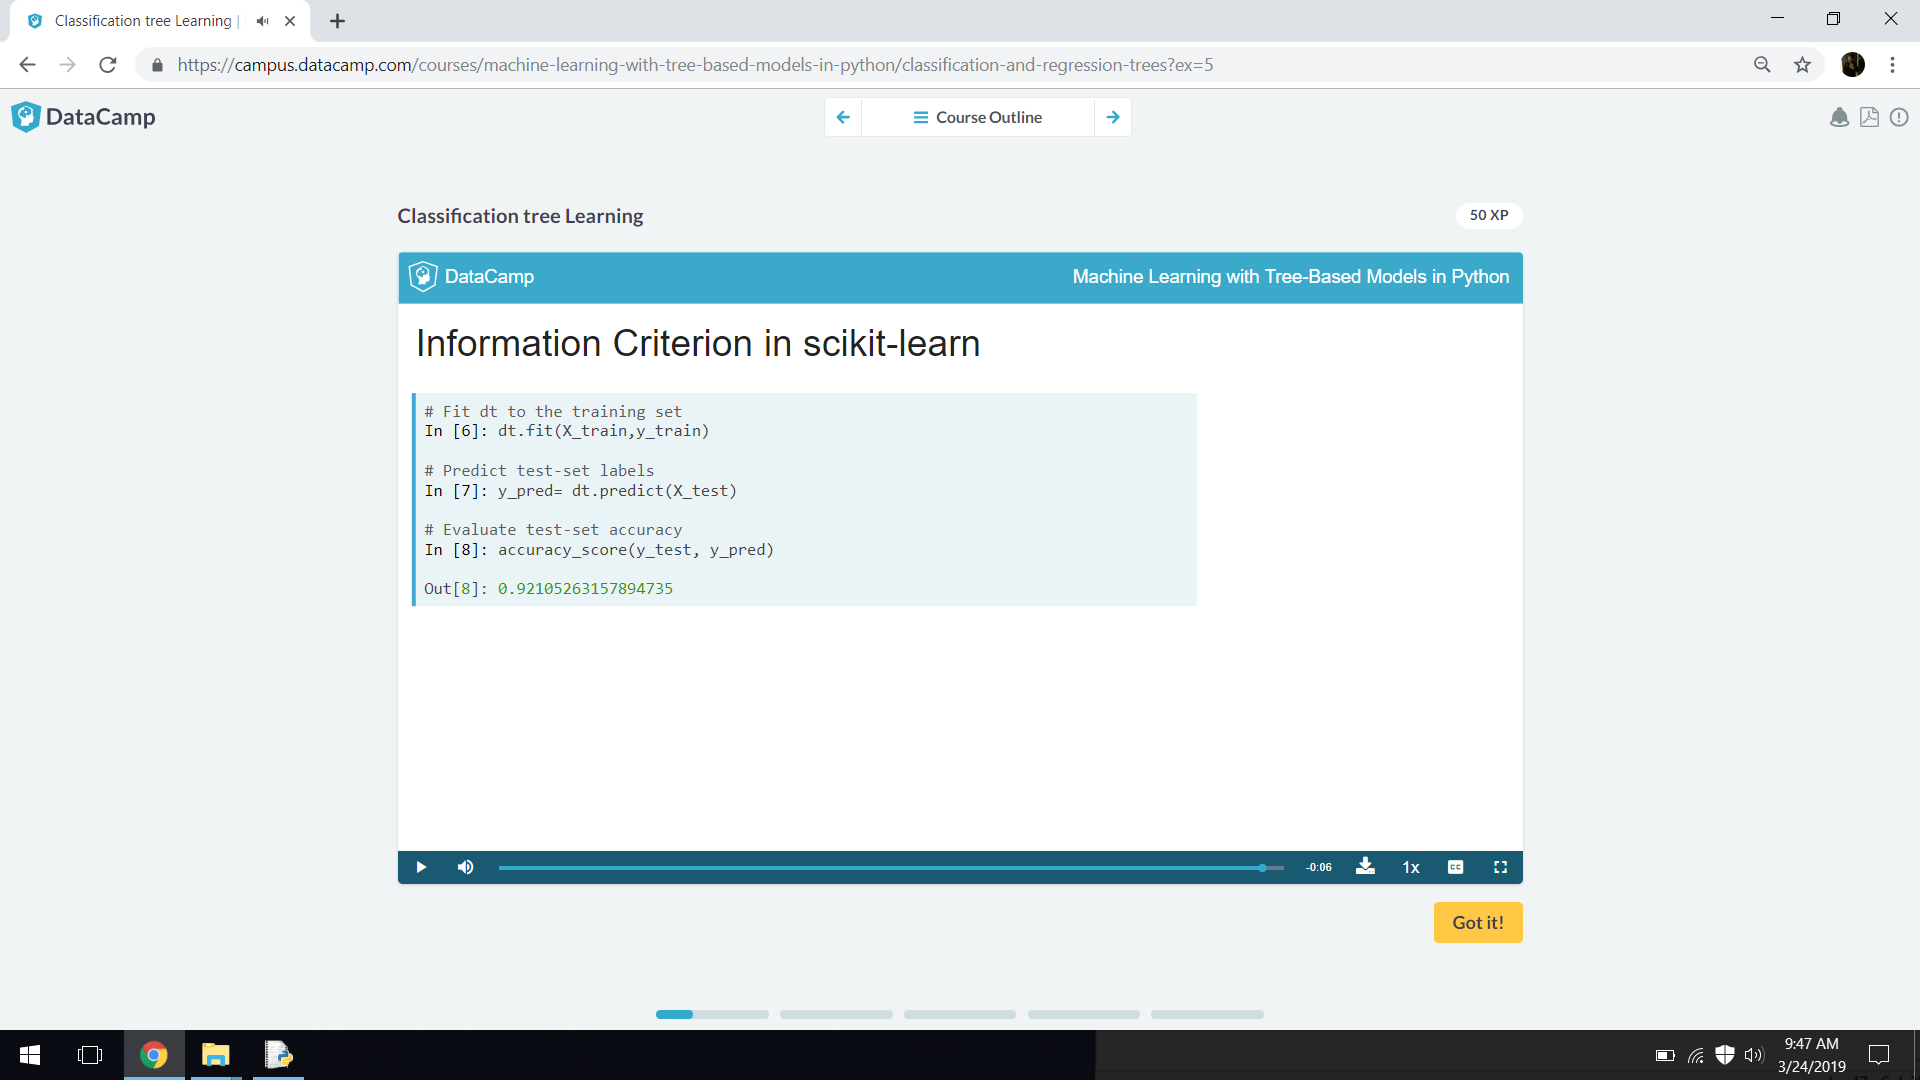 Classification tree Learning |
https://campus.datacamp.com/courses/machine-learning-with-tree-based-models-in-python/classification-and-regression-trees?ex=5
DataCamp
Course Outline
Classification tree Learning
50 XP
DataCamp
Machine Learning with Tree-Based Models in Python
Information Criterion in scikit-learn
# Fit dt to the training set
In [6]: dt.fit(X_train,y_train)
# Predict test-set labels
In [7]: y_pred= dt.predict(X_test)
# Evaluate test-set accuracy
In [8]: accuracy_score(y_test, y_pred)
Out[8]: 0.92105263157894735
-0:06
1x
CC
Got it!
9:47 AM
3/24/2019